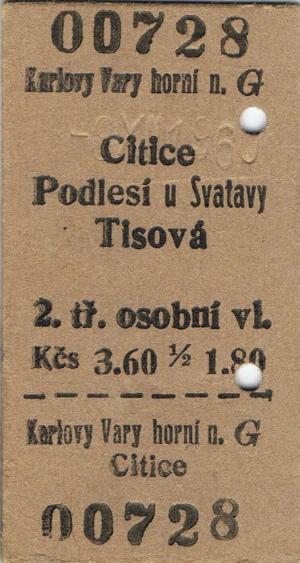 00728
Karlovy Vary horní n. G
Citice
Podlesí u Svatavy
Tisová
2. tř. osobní vl.
Kčs 3.60 ½ 1.80
Karlovy Vary horní n. G
Citice
00728